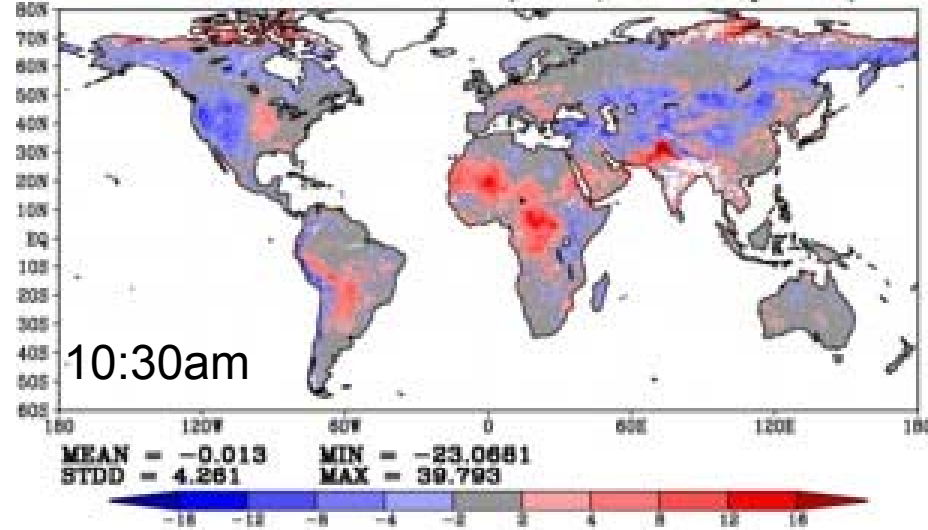 80N
70N
60N
50N
40N
30N
20N
10N
EQ
10S
20S
30S
40S
50S
60S
10:30am
180 120W 60W 0 60E 120E 180
MEAN = -0.013 MIN = -23.0681
STDD = 4.261 MAX = 39.793
-16 -12 -8 -4 -2 2 4 8 12 16